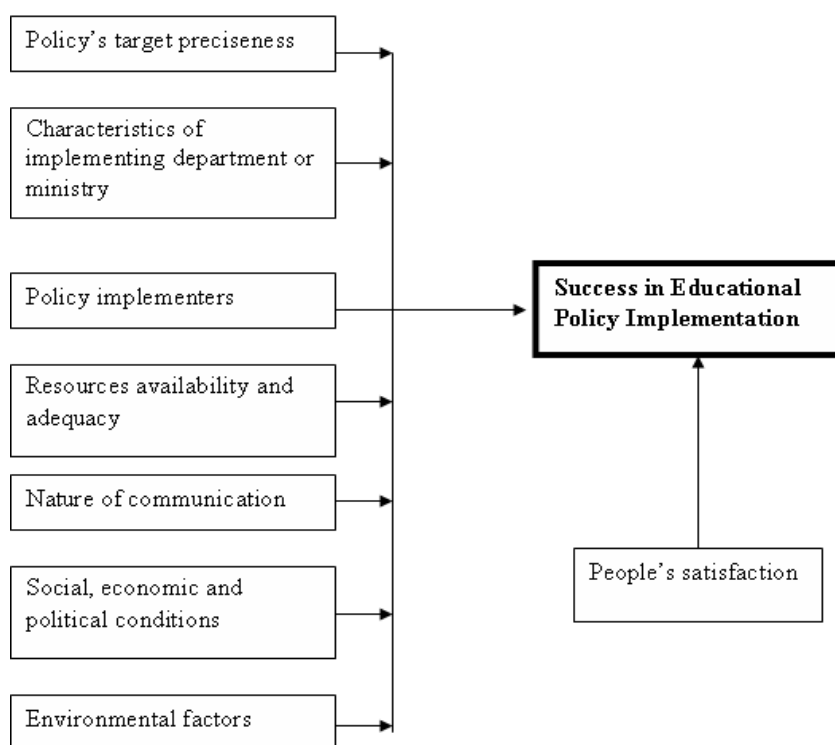 Policy’s target preciseness
Characteristics of
implementing department or
ministry
Policy implementers
Resources availability and
adequacy
Nature of communication
Social, economic and
political conditions
Environmental factors
Success in Educational
Policy Implementation
People’s satisfaction